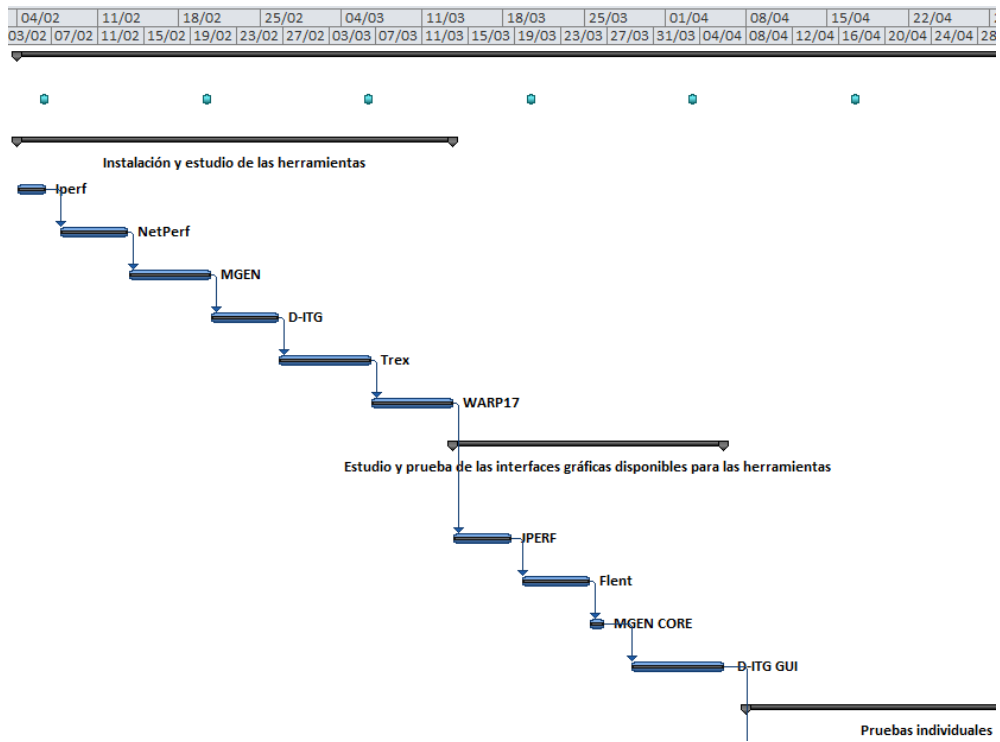 04/02 11/02 18/02 25/02 04/03 11/03 18/03 25/03 01/04 08/04 15/04 22/04
03/02 07/02 11/02 15/02 19/02 23/02 27/02 03/03 07/03 11/03 15/03 19/03 23/03 27/03 31/03 04/04 08/04 12/04 16/04 20/04 24/04 28
Instalación y estudio de las herramientas
Iperf
NetPerf
MGEN
D-ITG
Trex
WARP17
Estudio y prueba de las interfaces gráficas disponibles para las herramientas
JPERF
Flent
MGEN CORE
D-ITG GUI
Pruebas individuales